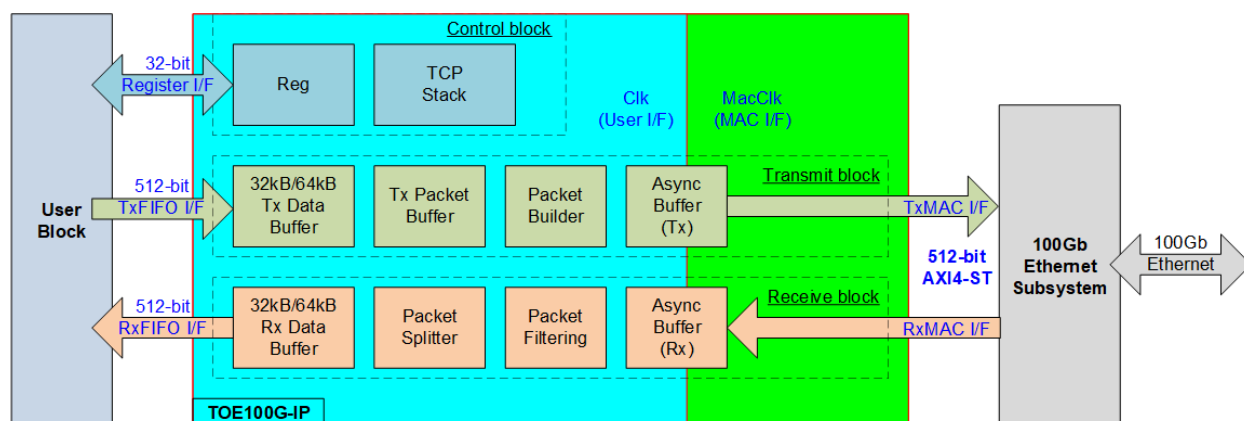 Control block
32-bit
Register I/F
Reg
TCP
Stack
Clk
(User I/F)
MacClk
(MAC I/F)
User
Block
512-bit
TxFIFO I/F
32kB/64kB
Tx Data
Buffer
Tx Packet
Buffer
Packet
Builder
Async
Buffer
(Tx)
Transmit block
TxMAC I/F
512-bit
AXI4-ST
100Gb
Ethernet
Subsystem
100Gb
Ethernet
512-bit
RxFIFO I/F
32kB/64kB
Rx Data
Buffer
Packet
Splitter
Packet
Filtering
Async
Buffer
(Rx)
Receive block
RxMAC I/F
TOE100G-IP